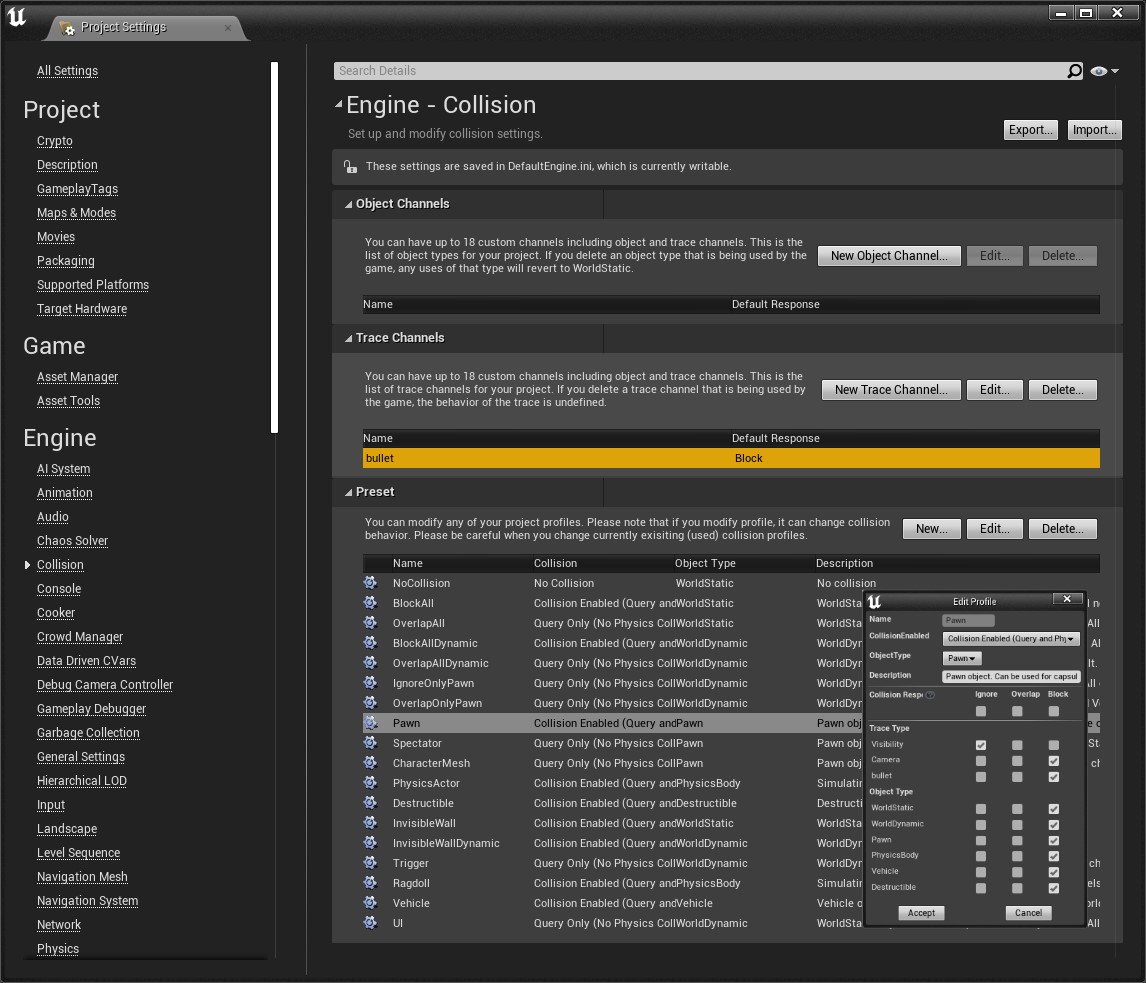 Project Settings
All Settings
Project
Crypto
Description
GameplayTags
Maps & Modes
Movies
Packaging
Supported Platforms
Target Hardware
Game
Asset Manager
Asset Tools
Engine
AI System
Animation
Audio
Chaos Solver
Collision
Console
Cooker
Crowd Manager
Data Driven CVars
Debug Camera Controller
Gameplay Debugger
Garbage Collection
General Settings
Hierarchical LOD
Input
Landscape
Level Sequence
Navigation Mesh
Navigation System
Network
Physics
Search Details
Engine - Collision
Set up and modify collision settings.
Export... Import...
These settings are saved in DefaultEngine.ini, which is currently writable.
Object Channels
You can have up to 18 custom channels including object and trace channels. This is the
list of object types for your project. If you delete an object type that is being used by the
game, any uses of that type will revert to WorldStatic.
New Object Channel... Edit... Delete...
Name Default Response
Trace Channels
You can have up to 18 custom channels including object and trace channels. This is the
list of trace channels for your project. If you delete a trace channel that is being used by
the game, the behavior of the trace is undefined.
New Trace Channel... Edit... Delete...
Name Default Response
bullet Block
Preset
You can modify any of your project profiles. Please note that if you modify profile, it can change collision
behavior. Please be careful when you change currently exisiting (used) collision profiles.
New... Edit... Delete...
Name Collision Object Type Description
NoCollision No Collision WorldStatic No collision
BlockAll Collision Enabled (Query and WorldStatic WorldSta
OverlapAll Query Only (No Physics Coll WorldStatic WorldSta All
BlockAllDynamic Collision Enabled (Query and WorldDynamic WorldDyr
OverlapAllDynamic Query Only (No Physics Coll WorldDynamic WorldDyr lt.
IgnoreOnlyPawn Query Only (No Physics Coll WorldDynamic WorldDyr
OverlapOnlyPawn Query Only (No Physics Coll WorldDynamic WorldDyr
Pawn Collision Enabled (Query and Pawn Pawn obj
Spectator Query Only (No Physics Coll Pawn Pawn obj
CharacterMesh Query Only (No Physics Coll Pawn Pawn obj ch
PhysicsActor Collision Enabled (Query and PhysicsBody Simulatir
Destructible Collision Enabled (Query and Destructible Destructi
InvisibleWall Collision Enabled (Query and WorldStatic WorldSta
InvisibleWallDynamic Collision Enabled (Query and WorldDynamic WorldDyr
Trigger Query Only (No Physics Coll WorldDynamic WorldDyr ch
Ragdoll Collision Enabled (Query and PhysicsBody Simulatir els
Vehicle Collision Enabled (Query and Vehicle Vehicle o
UI Query Only (No Physics Coll WorldDynamic WorldSta All
Edit Profile
Name Pawn
CollisionEnabled Collision Enabled (Query and Phy
ObjectType Pawn
Description Pawn object. Can be used for capsul
Collision Resp Ignore Overlap Block
Trace Type
Visibility
Camera
bullet
Object Type
WorldStatic
WorldDynamic
Pawn
PhysicsBody
Vehicle
Destructible
Accept Cancel